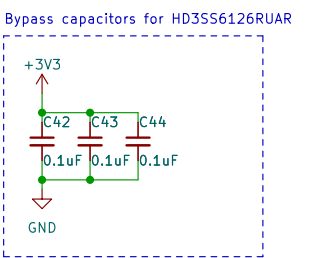 Bypass capacitors for HD3SS6126RUAR
+3V3
C42 C43 C44
0.1uF 0.1uF 0.1uF
GND